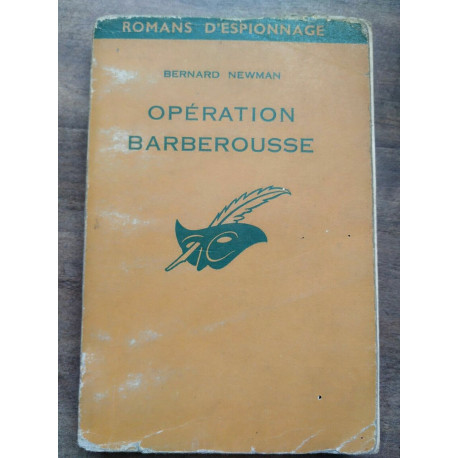 ROMANS D'ESPIONNAGE
BERNARD NEWMAN
OPÉRATION
BARBEROUSSE